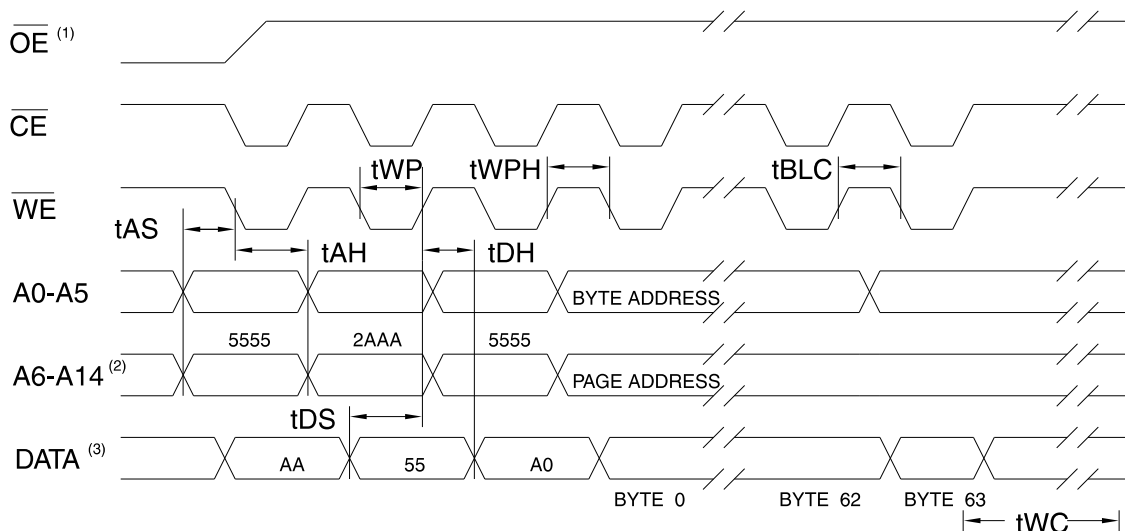 OE (1)
CE
tWP tWPH tBLC
WE
tAS
tAH tDH
A0-A5 BYTE ADDRESS
5555 2AAA 5555
A6-A14 (2) PAGE ADDRESS
tDS
DATA (3) AA 55 A0
BYTE 0 BYTE 62 BYTE 63
tWC